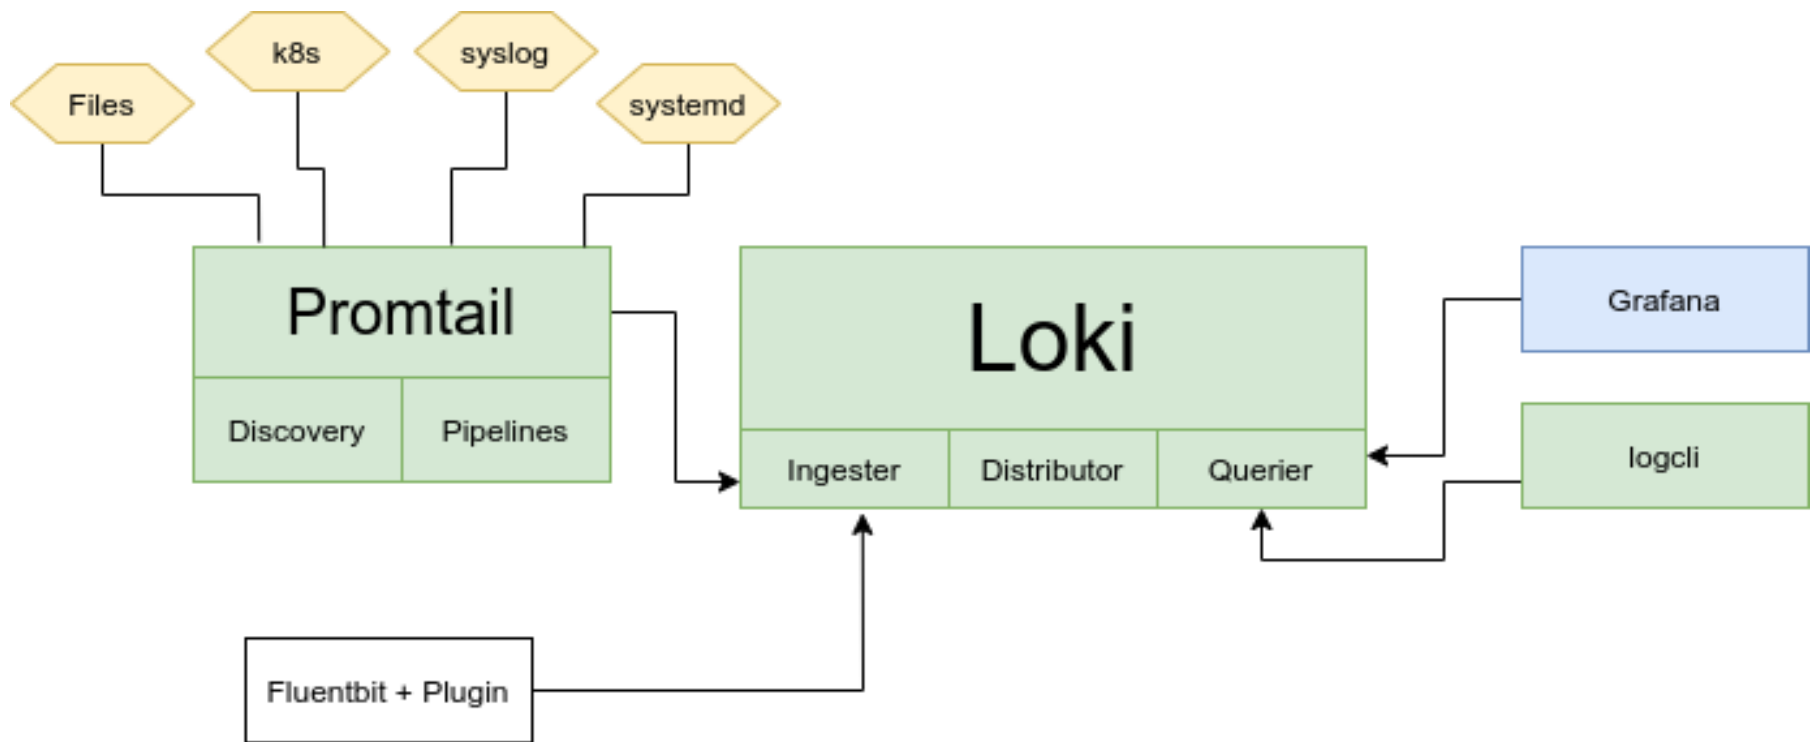 k8s
syslog
Files
systemd
Promtail
Discovery
Pipelines
Loki
Ingester
Distributor
Querier
Grafana
logcli
Fluentbit + Plugin